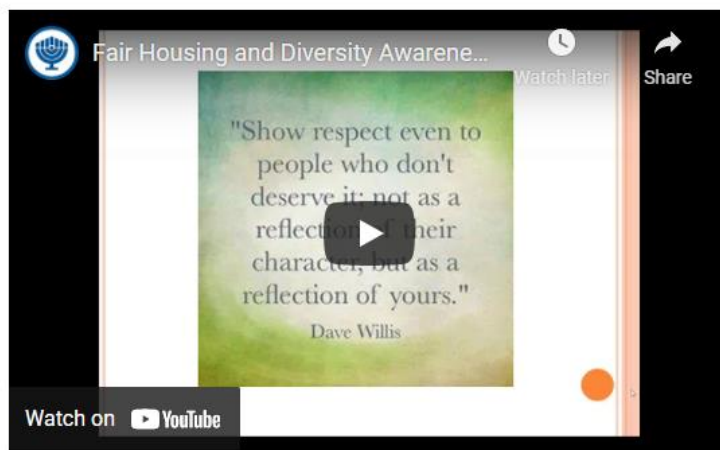 Fair Housing and Diversity Awarene...
Watch later
Share
"Show respect even to
people who don't
deserve it; not as a
reflection of their
character, but as a
reflection of yours."
Dave Willis
Watch on YouTube